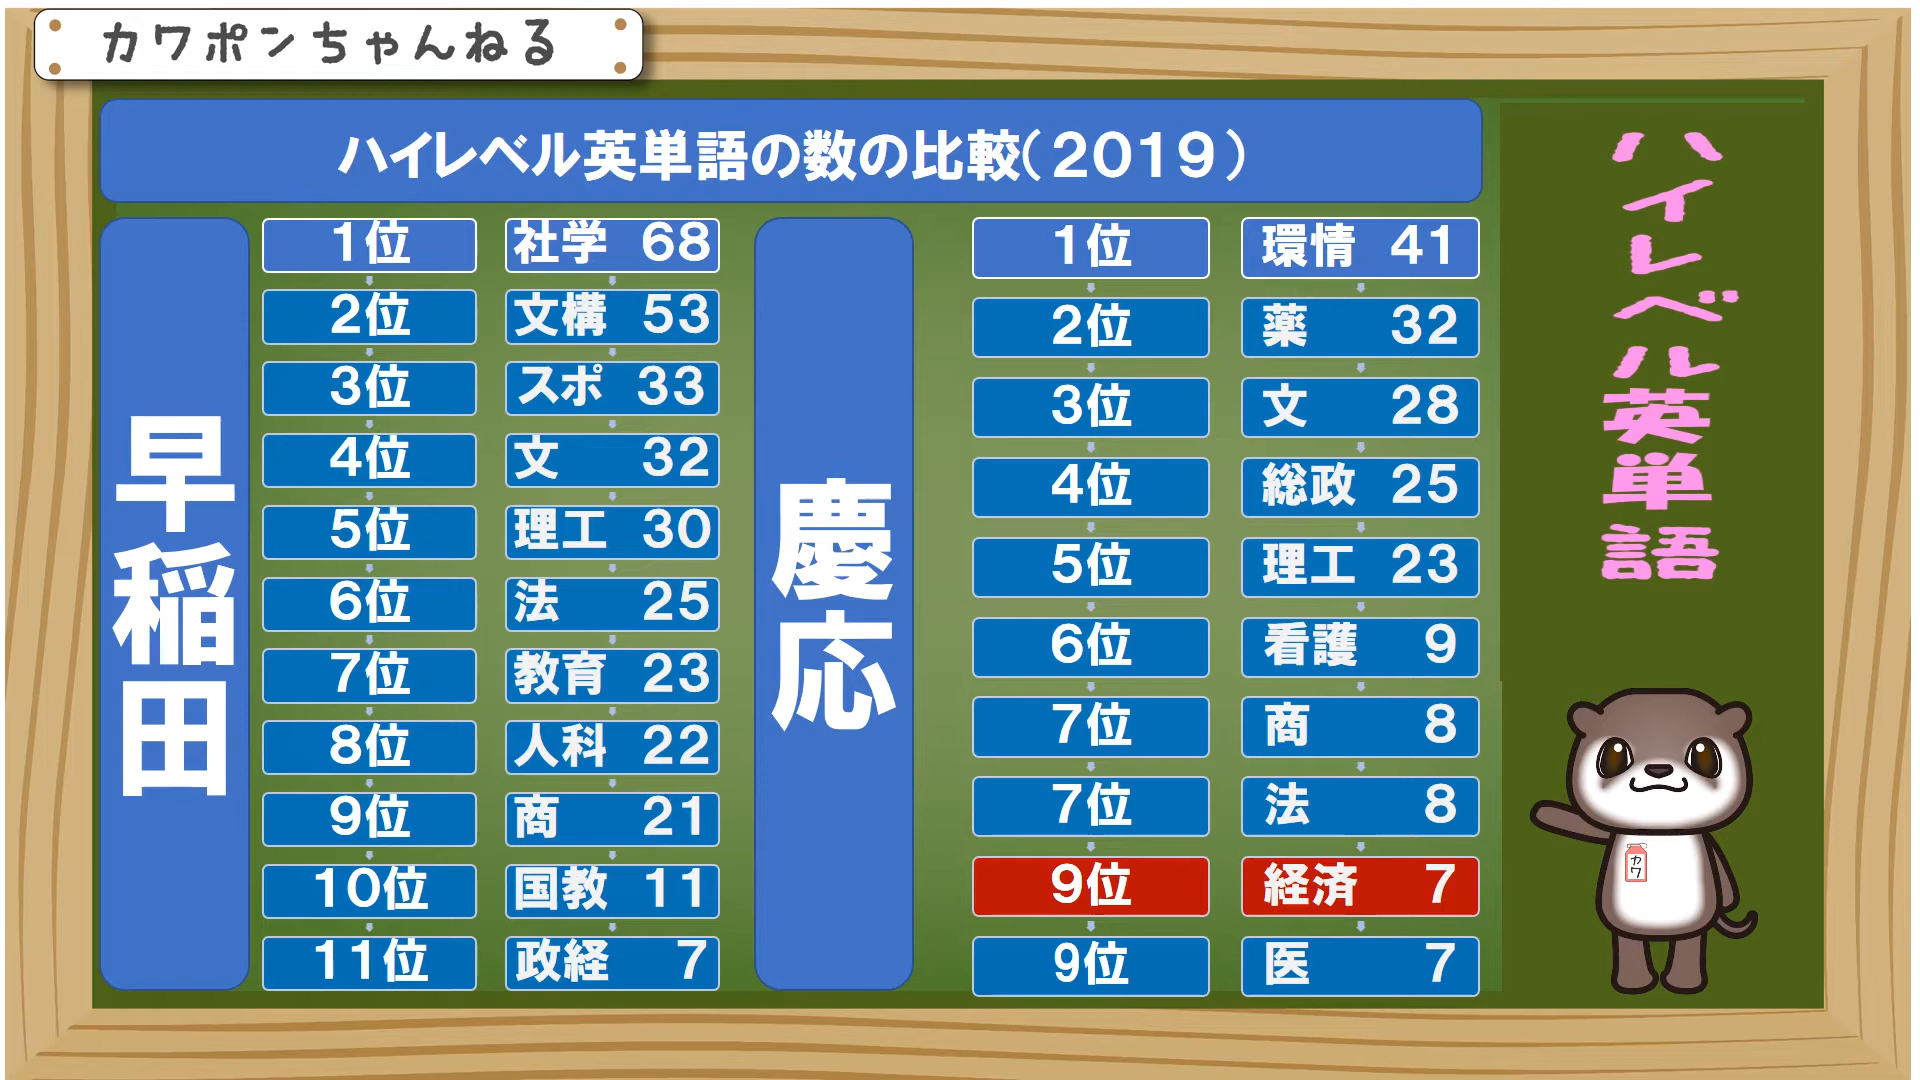 カワポンちゃんねる
ハイレベル英単語の数の比較（2019）
早稲田
1位 社学 68
2位 文構 53
3位 スポ 33
4位 文 32
5位 理工 30
6位 法 25
7位 教育 23
8位 人科 22
9位 商 21
10位 国教 11
11位 政経 7
慶応
1位 環情 41
2位 薬 32
3位 文 28
4位 総政 25
5位 理工 23
6位 看護 9
7位 商 8
7位 法 8
9位 経済 7
9位 医 7
ハイレベル英単語
カワ